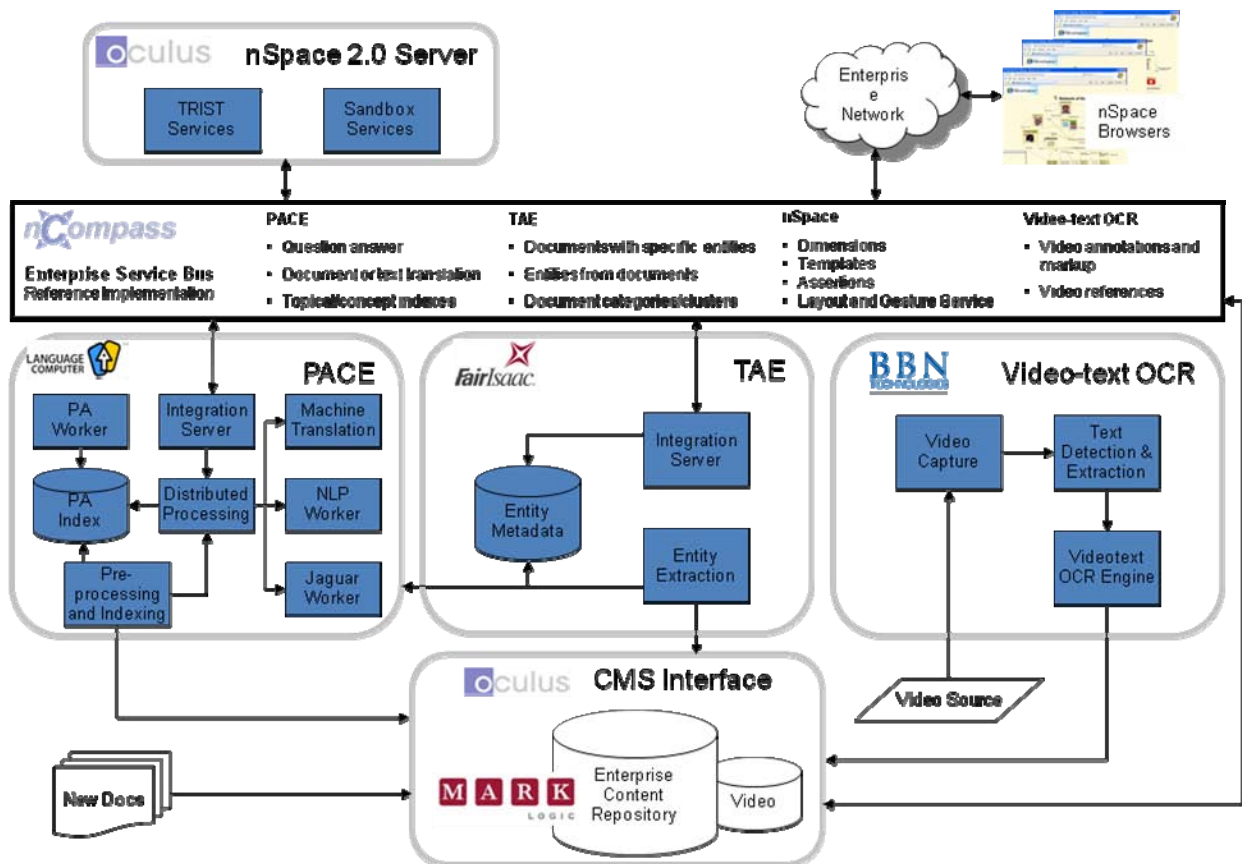 oculus nSpace 2.0 Server
TRIST
Services
Sandbox
Services
Enterpris
e
Network
nSpace
Browsers
nCompass
Enterprise Service Bus
Reference Implementation
PACE
▪ Question answer
▪ Document or text translation
▪ Topical/concept indexes
TAE
▪ Documents with specific entities
▪ Entities from documents
▪ Document categories/clusters
nSpace
▪ Dimensions
▪ Templates
▪ Assertions
▪ Layout and Gesture Service
Video-text OCR
▪ Video annotations and
markup
▪ Video references
LANGUAGE
COMPUTER
PACE
PA
Worker
Integration
Server
Machine
Translation
PA
Index
Distributed
Processing
NLP
Worker
Pre-
processing
and Indexing
Jaguar
Worker
FairIsaac
TAE
Integration
Server
Entity
Metadata
Entity
Extraction
BBN
TECHNOLOGIES
Video-text OCR
Video
Capture
Text
Detection &
Extraction
Videotext
OCR Engine
Video Source
oculus CMS Interface
MARK
LOGIC
Enterprise
Content
Repository
Video
New Docs